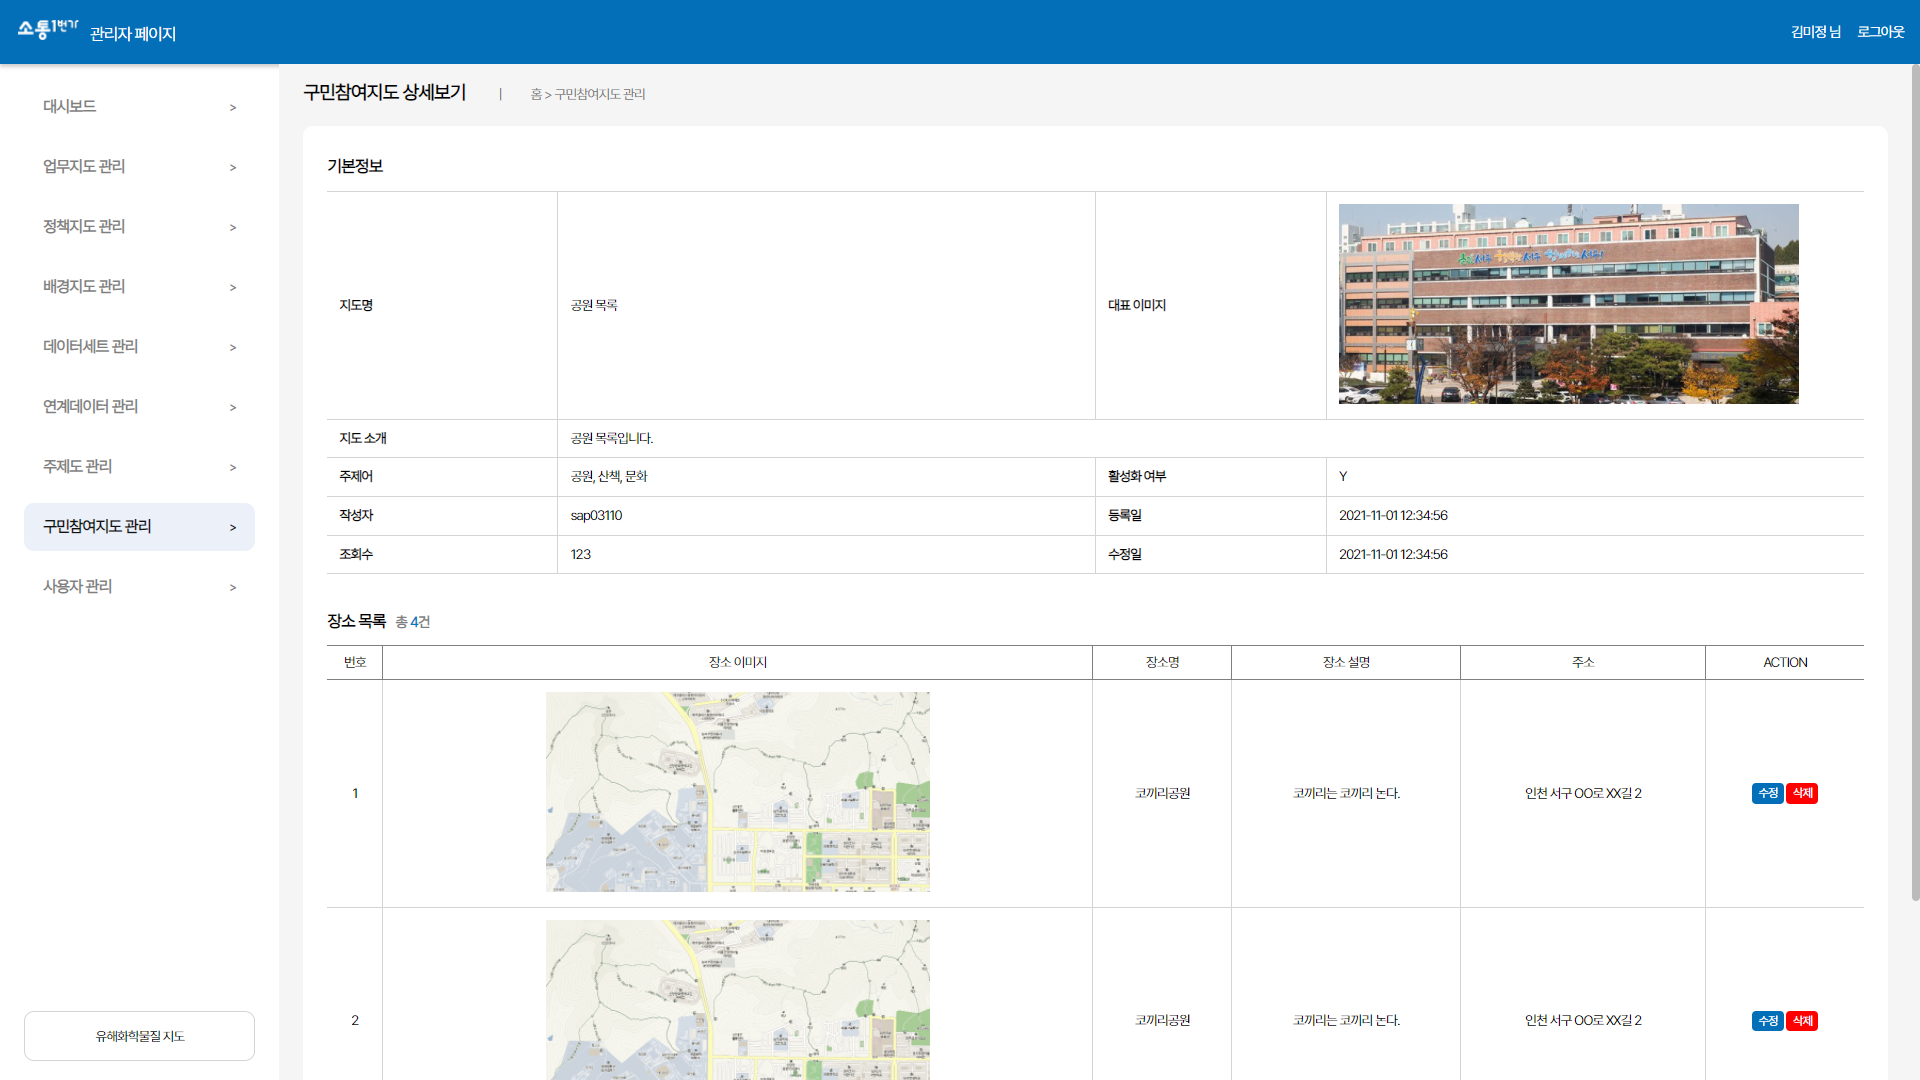 소통1번가 관리자 페이지
김미정 님 로그아웃
대시보드 >
업무지도 관리 >
정책지도 관리 >
배경지도 관리 >
데이터세트 관리 >
연계데이터 관리 >
주제도 관리 >
구민참여지도 관리 >
사용자 관리 >
유해화학물질 지도
구민참여지도 상세보기 | 홈 > 구민참여지도 관리
기본정보
지도명 공원 목록 대표 이미지
지도 소개 공원 목록입니다.
주제어 공원, 산책, 문화 활성화 여부 Y
작성자 sap03110 등록일 2021-11-01 12:34:56
조회수 123 수정일 2021-11-01 12:34:56
장소 목록 총 4건
번호 장소 이미지 장소명 장소 설명 주소 ACTION
1 코끼리공원 코끼리는 코끼리 논다. 인천 서구 OO로 XX길 2 수정 삭제
2 코끼리공원 코끼리는 코끼리 논다. 인천 서구 OO로 XX길 2 수정 삭제